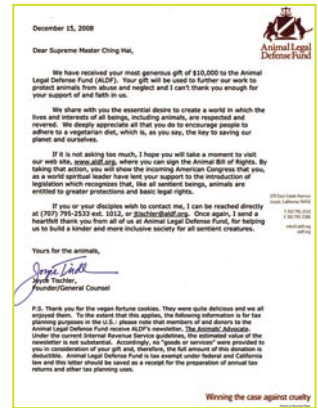 December 15, 2008
Animal Legal
Defense Fund
Dear Supreme Master Ching Hai,
We have received your most generous gift of $10,000 to the Animal
Legal Defense Fund (ALDF). Your gift will be used to further our work to
protect animals from abuse and neglect and I can't thank you enough for
your support of and faith in us.
We share with you the essential desire to create a world in which the
lives and interests of all beings, including animals, are respected and
revered. We deeply appreciate all that you do to encourage people to
adhere to a vegetarian diet, which is, as you say, the key to saving our
planet and ourselves.
If it is not asking too much, I hope you will take a moment to visit
our web site, www.aldf.org, where you can sign the Animal Bill of Rights. By
taking that action, you will show the incoming American Congress that you,
as a world spiritual leader have lent your support to the introduction of
legislation which recognizes that, like all sentient beings, animals are
entitled to greater protections and basic legal rights.
If you or your disciples wish to contact me, I can be reached directly
at (707) 795-2533 ext. 1012, or jtischler@aldf.org. Once again, I send a
heartfelt thank you from all of us at Animal Legal Defense Fund, for helping
us to build a kinder and more inclusive society for all sentient creatures.
Yours for the animals,
Joyce Tischler,
Founder/General Counsel
P.S. Thank you for the vegan fortune cookies. They were quite delicious and we all
enjoyed them. To the extent that this applies, the following information is for tax
planning purposes in the U.S.: please note that members of and donors to the
Animal Legal Defense Fund receive ALDF's newsletter, The Animals' Advocate.
Under the current Internal Revenue Service guidelines, the estimated value of the
newsletter is not substantial. Accordingly, no "goods or services" were provided to
you in consideration of your gift and, therefore, the full amount of this donation is
deductible. Animal Legal Defense Fund is tax exempt under federal and California
law and this letter should be saved as a receipt for the preparation of annual tax
returns and other tax planning uses.
Winning the case against cruelty